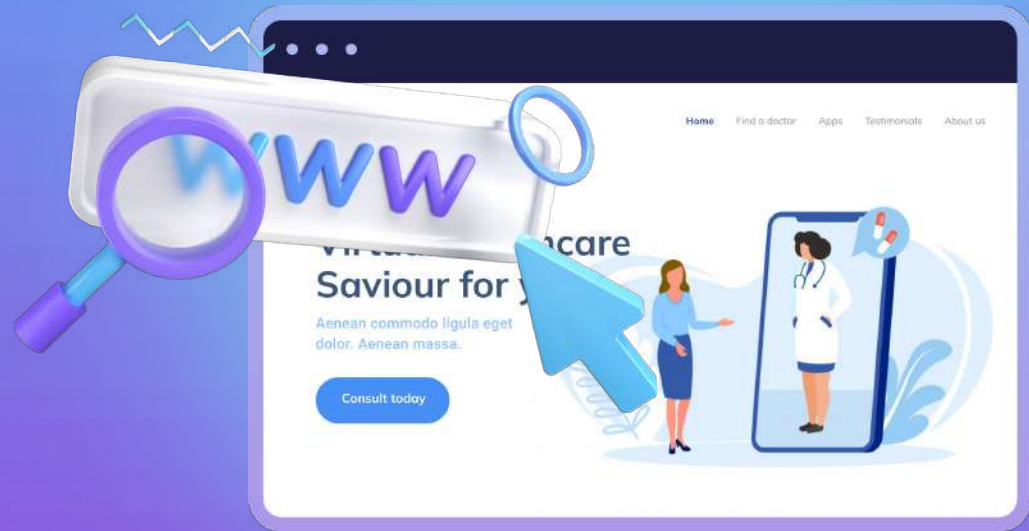 Home Find a doctor Apps Testimonials About us
WWW
Saviour for
Aenean commodo ligula eget
dolor. Aenean massa.
Consult today